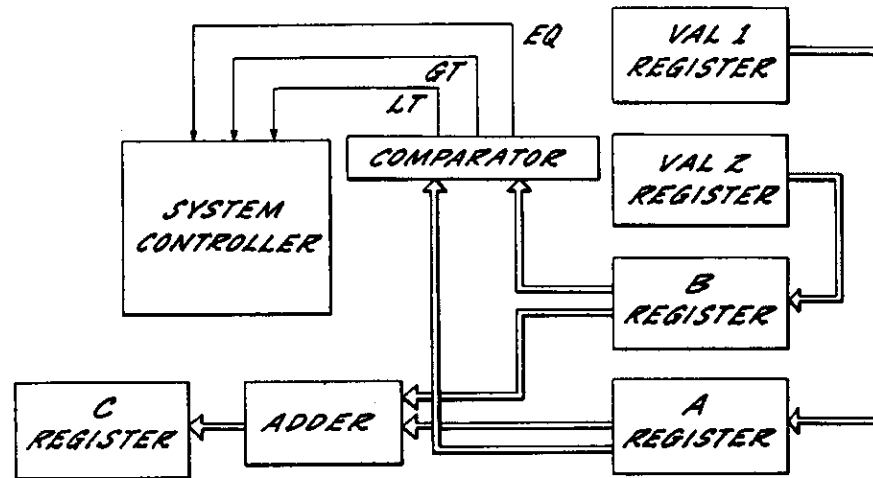 EQ
GT
LT
VAL 1
REGISTER
COMPARATOR
VAL 2
REGISTER
SYSTEM
CONTROLLER
B
REGISTER
C
REGISTER
ADDER
A
REGISTER